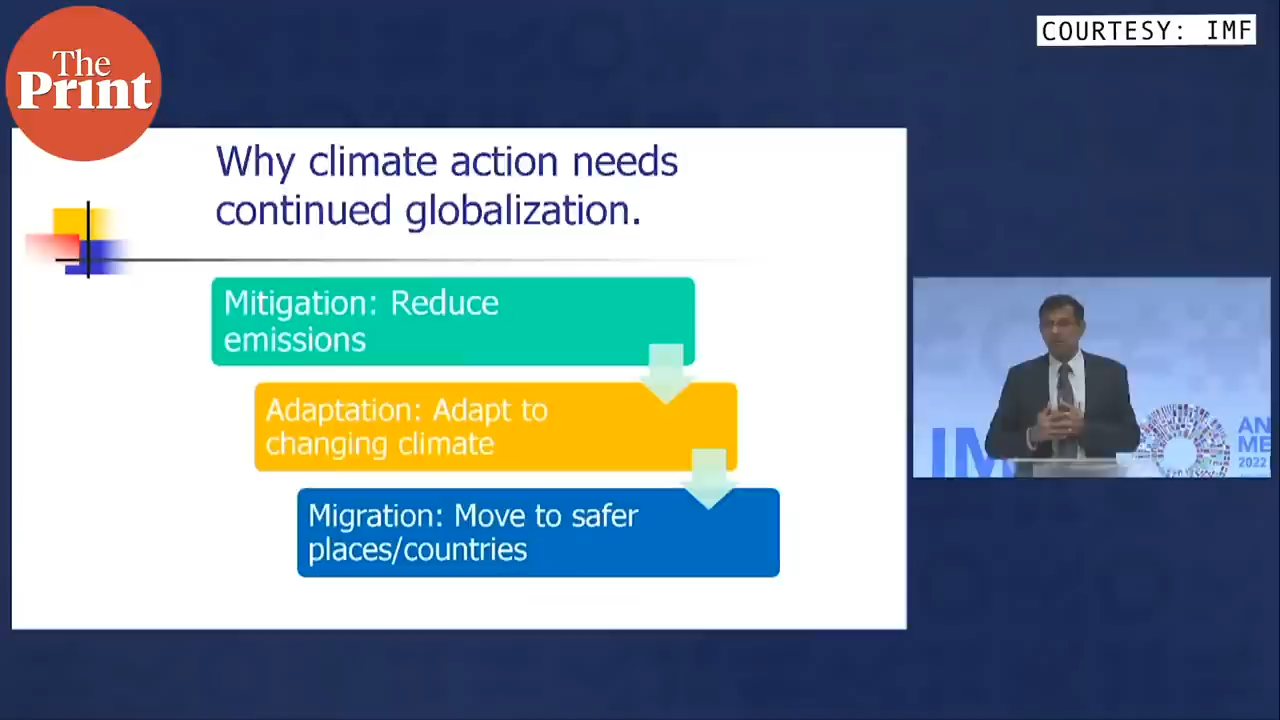 The
Print
COURTESY: IMF
Why climate action needs
continued globalization.
Mitigation: Reduce
emissions
Adaptation: Adapt to
changing climate
Migration: Move to safer
places/countries
IM
AN
ME
2022